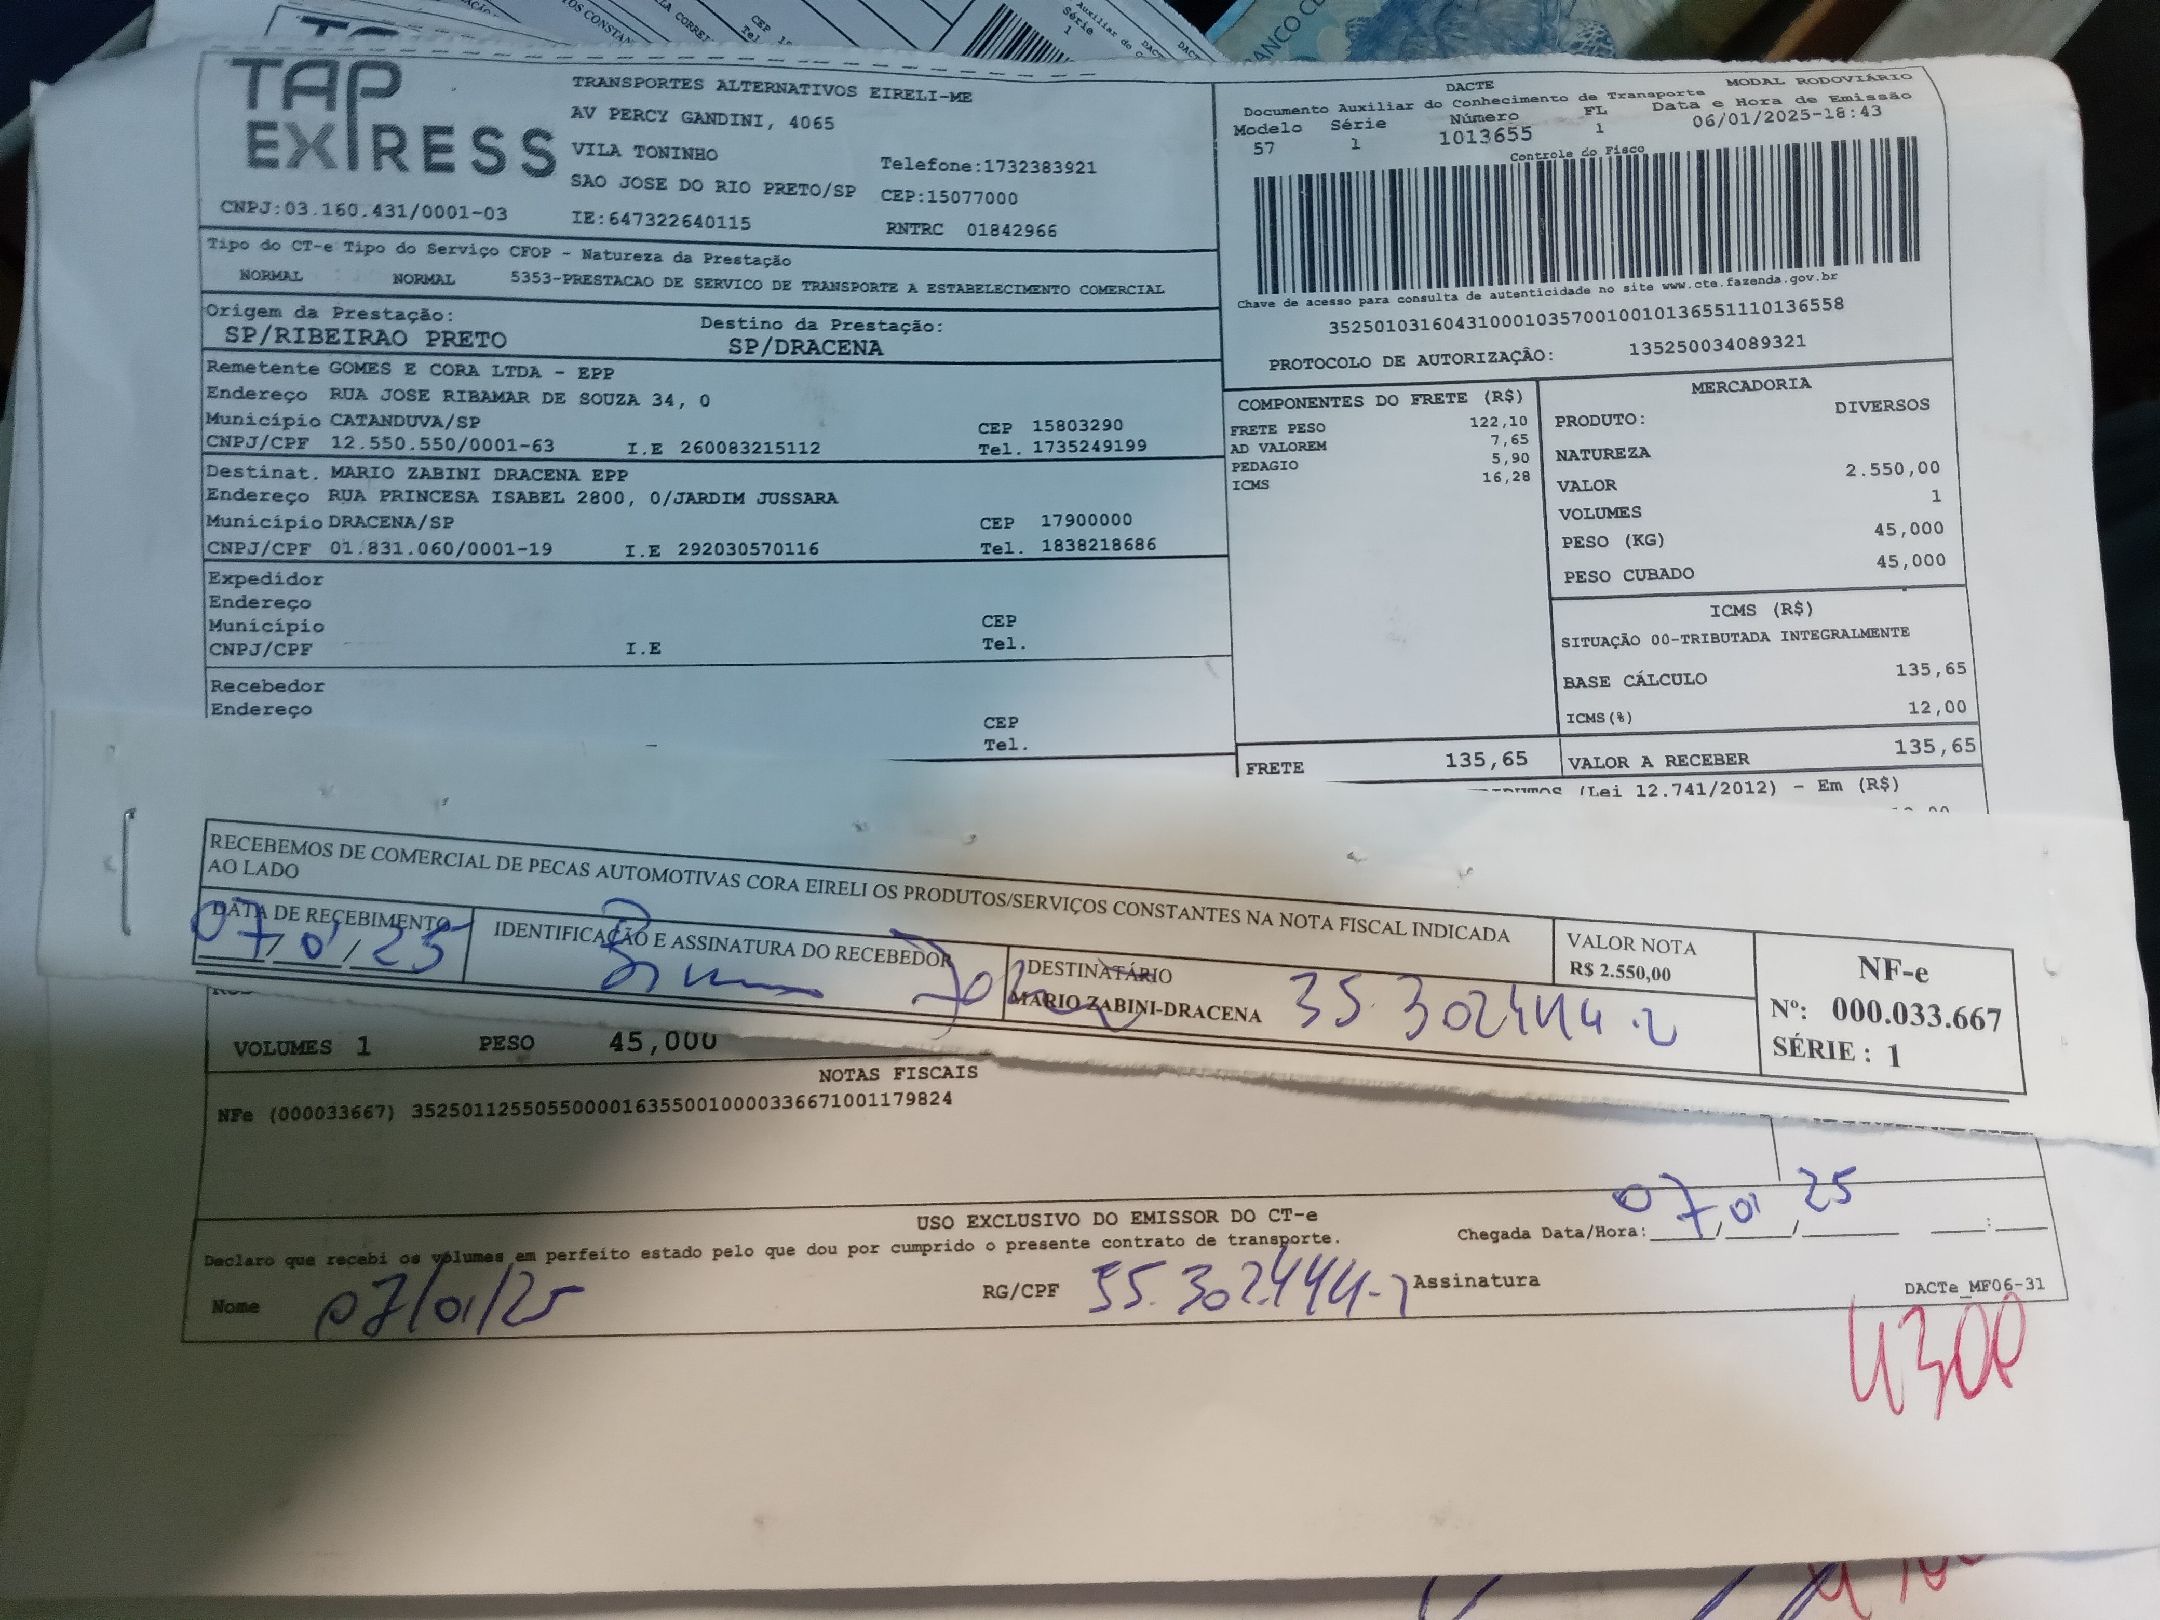 TAP EXPRESS
TRANSPORTES ALTERNATIVOS EIRELI-ME
AV PERCY GANDINI, 4065
VILA TONINHO
Telefone:1732383921
SAO JOSE DO RIO PRETO/SP CEP:15077000
CNPJ:03.160.431/0001-03 IE:647322640115 RNTRC 01842966
DACTE MODAL RODOVIÁRIO
Documento Auxiliar do Conhecimento de Transporte
Modelo Série Número FL Data e Hora de Emissão
57 1 1013655 1 06/01/2025-18:43
Controle do Fisco
Chave de acesso para consulta de autenticidade no site www.cte.fazenda.gov.br
35250103160431000103570010010136551110136558
PROTOCOLO DE AUTORIZAÇÃO: 135250034089321
Tipo do CT-e Tipo do Serviço CFOP - Natureza da Prestação
NORMAL NORMAL 5353-PRESTACAO DE SERVICO DE TRANSPORTE A ESTABELECIMENTO COMERCIAL
Origem da Prestação: Destino da Prestação:
SP/RIBEIRAO PRETO SP/DRACENA
Remetente GOMES E CORA LTDA - EPP
Endereço RUA JOSE RIBAMAR DE SOUZA 34, 0
Município CATANDUVA/SP CEP 15803290
CNPJ/CPF 12.550.550/0001-63 I.E 260083215112 Tel. 1735249199
Destinat. MARIO ZABINI DRACENA EPP
Endereço RUA PRINCESA ISABEL 2800, 0/JARDIM JUSSARA
Município DRACENA/SP CEP 17900000
CNPJ/CPF 01.831.060/0001-19 I.E 292030570116 Tel. 1838218686
Expedidor
Endereço
Município CEP
CNPJ/CPF I.E Tel.
Recebedor
Endereço
CEP
Tel.
COMPONENTES DO FRETE (R$)
FRETE PESO 122,10
AD VALOREM 7,65
PEDAGIO 5,90
ICMS 16,28
FRETE 135,65
MERCADORIA
PRODUTO: DIVERSOS
NATUREZA
VALOR 2.550,00
VOLUMES 1
PESO (KG) 45,000
PESO CUBADO 45,000
ICMS (R$)
SITUAÇÃO 00-TRIBUTADA INTEGRALMENTE
BASE CÁLCULO 135,65
ICMS(%) 12,00
VALOR A RECEBER 135,65
(Lei 12.741/2012) - Em (R$)
RECEBEMOS DE COMERCIAL DE PECAS AUTOMOTIVAS CORA EIRELI OS PRODUTOS/SERVIÇOS CONSTANTES NA NOTA FISCAL INDICADA
AO LADO
DATA DE RECEBIMENTO IDENTIFICAÇÃO E ASSINATURA DO RECEBEDOR
07/01/25
DESTINATÁRIO
MARIO ZABINI-DRACENA 35.302444-2
VALOR NOTA
R$ 2.550,00
NF-e
Nº: 000.033.667
SÉRIE : 1
VOLUMES 1 PESO 45,000
NOTAS FISCAIS
NFe (000033667) 35250112550550000163550010000336671001179824
USO EXCLUSIVO DO EMISSOR DO CT-e
Declaro que recebi os volumes em perfeito estado pelo que dou por cumprido o presente contrato de transporte. Chegada Data/Hora: 07/01/25 :
Nome 07/01/25 RG/CPF 35.302.444-2 Assinatura
DACTe_MF06-31
4300